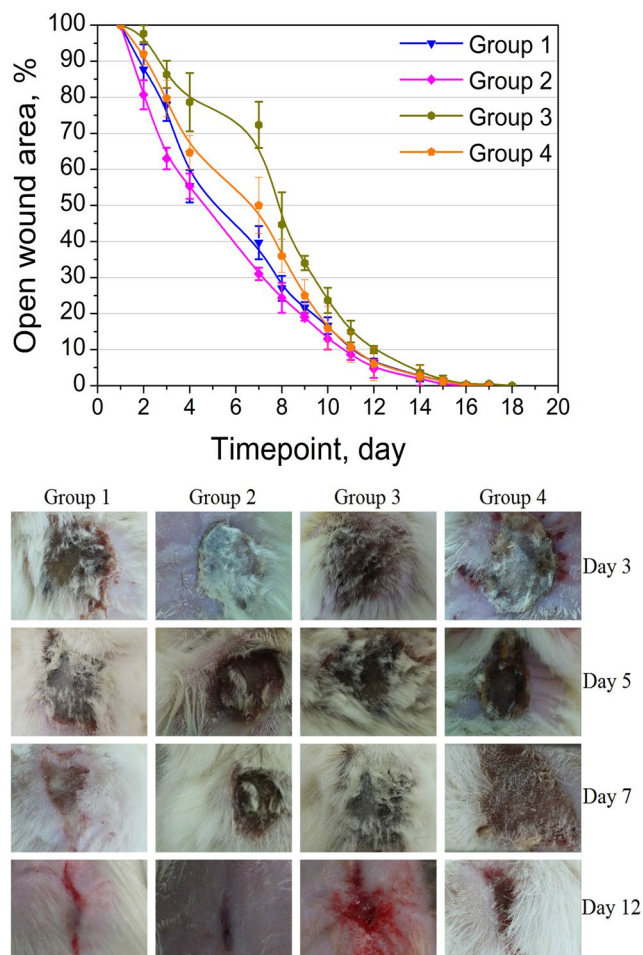 100
90
80
70
60
50
40
30
20
10
0
Open wound area, %
Group 1
Group 2
Group 3
Group 4
0 2 4 6 8 10 12 14 16 18 20
Timepoint, day
Group 1 Group 2 Group 3 Group 4
Day 3
Day 5
Day 7
Day 12